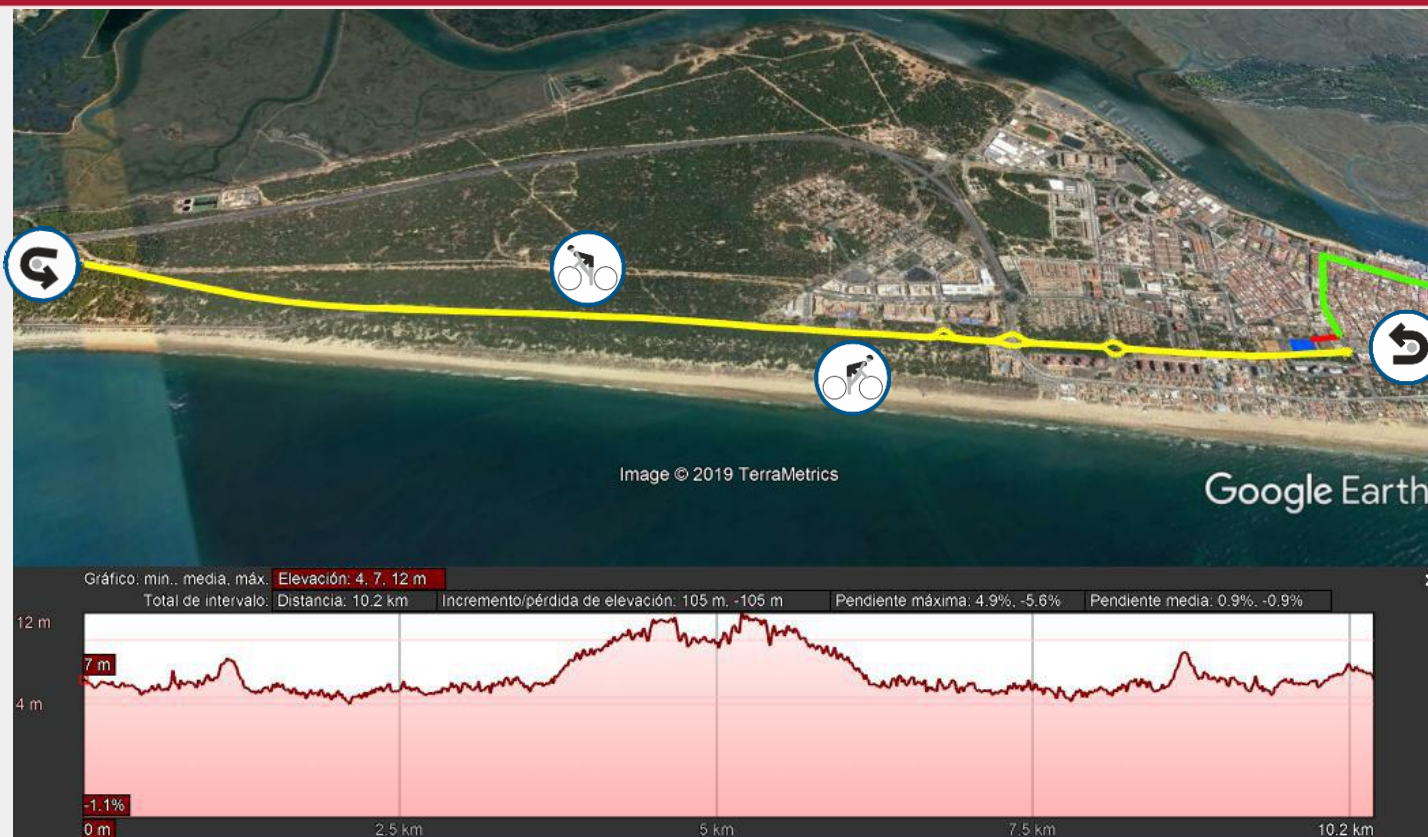 Image © 2019 TerraMetrics
Google Earth
Gráfico: min., media, máx. Elevación: 4, 7, 12 m
Total de intervalo: Distancia: 10.2 km Incremento/pérdida de elevación: 105 m, -105 m Pendiente máxima: 4.9%, -5.6% Pendiente media: 0.9%, -0.9%
12 m
7 m
4 m
-1.1%
0 m 2.5 km 5 km 7.5 km 10.2 km